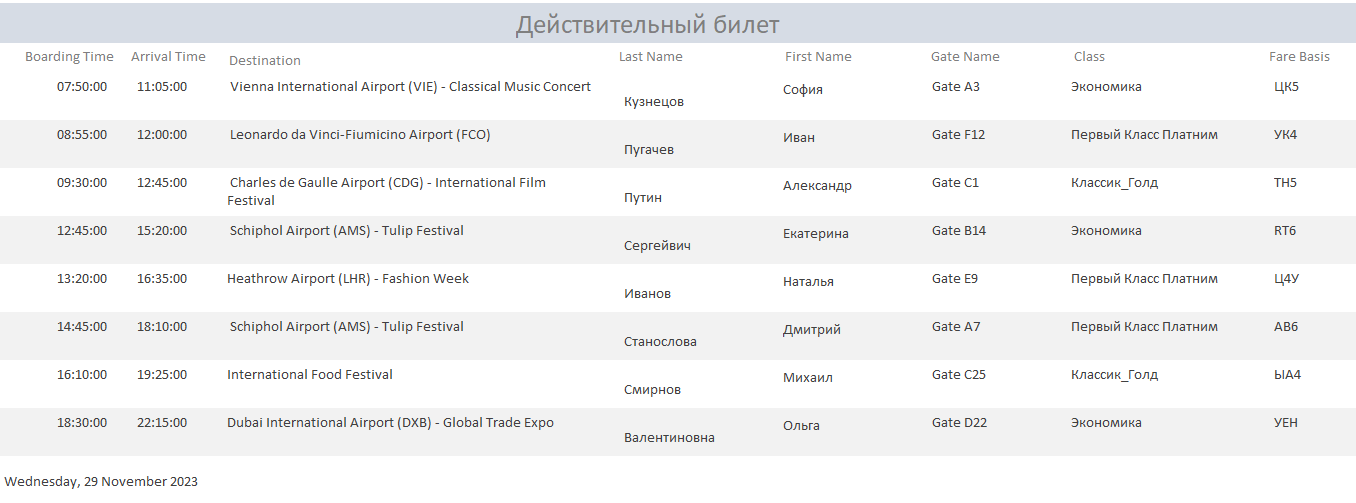 Действительный билет
Boarding Time Arrival Time Destination Last Name First Name Gate Name Class Fare Basis
07:50:00 11:05:00 Vienna International Airport (VIE) - Classical Music Concert Кузнецов София Gate A3 Экономика ЦК5
08:55:00 12:00:00 Leonardo da Vinci-Fiumicino Airport (FCO) Пугачев Иван Gate F12 Первый Класс Платним УК4
09:30:00 12:45:00 Charles de Gaulle Airport (CDG) - International Film Путин Александр Gate C1 Классик_Голд ТН5
Festival
12:45:00 15:20:00 Schiphol Airport (AMS) - Tulip Festival Сергейвич Екатерина Gate B14 Экономика RT6
13:20:00 16:35:00 Heathrow Airport (LHR) - Fashion Week Иванов Наталья Gate E9 Первый Класс Платним Ц4У
14:45:00 18:10:00 Schiphol Airport (AMS) - Tulip Festival Станослова Дмитрий Gate A7 Первый Класс Платним АВ6
16:10:00 19:25:00 International Food Festival Смирнов Михаил Gate C25 Классик_Голд ЫА4
18:30:00 22:15:00 Dubai International Airport (DXB) - Global Trade Expo Валентиновна Ольга Gate D22 Экономика УЕН
Wednesday, 29 November 2023